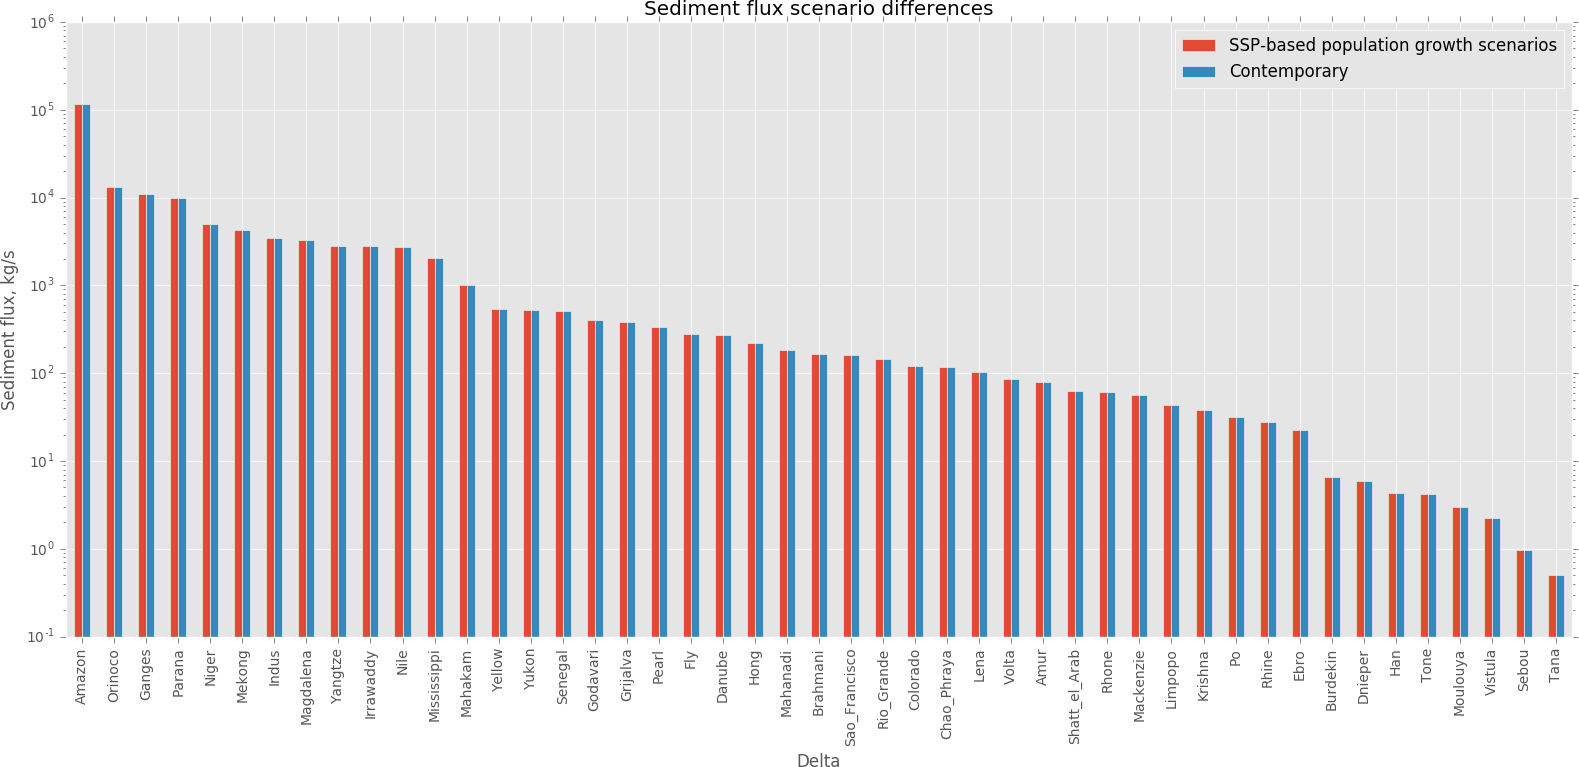 Sediment flux scenario differences
SSP-based population growth scenarios
Contemporary
Sediment flux, kg/s
10^6
10^5
10^4
10^3
10^2
10^1
10^0
10^-1
Amazon
Orinoco
Ganges
Parana
Niger
Mekong
Indus
Magdalena
Yangtze
Irrawaddy
Nile
Mississippi
Mahakam
Yellow
Yukon
Senegal
Godavari
Grijalva
Pearl
Fly
Danube
Hong
Mahanadi
Brahmani
Sao_Francisco
Rio_Grande
Colorado
Chao_Phraya
Lena
Volta
Amur
Shatt_el_Arab
Rhone
Mackenzie
Limpopo
Krishna
Po
Rhine
Ebro
Burdekin
Dnieper
Han
Tone
Moulouya
Vistula
Sebou
Tana
Delta